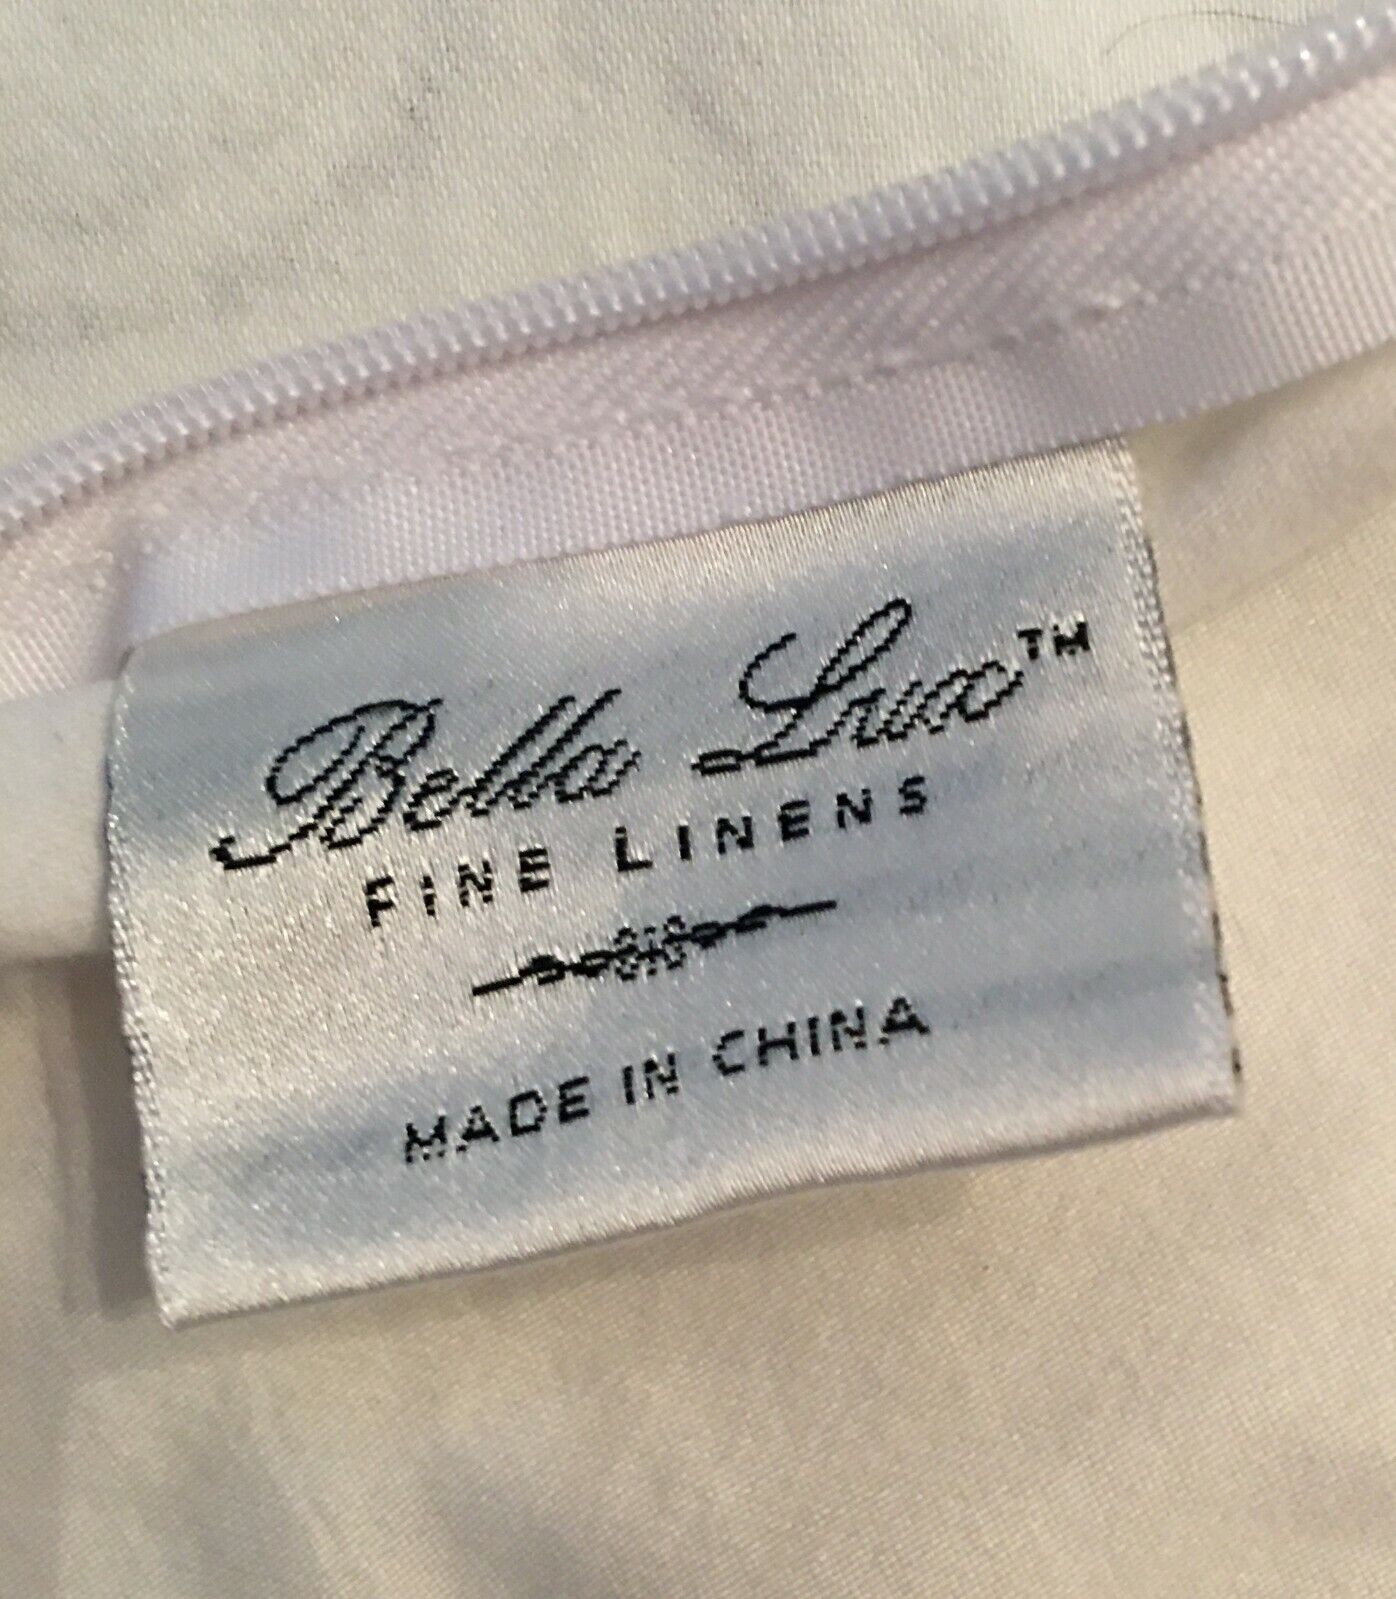 Bella Lux™
FINE LINENS
MADE IN CHINA